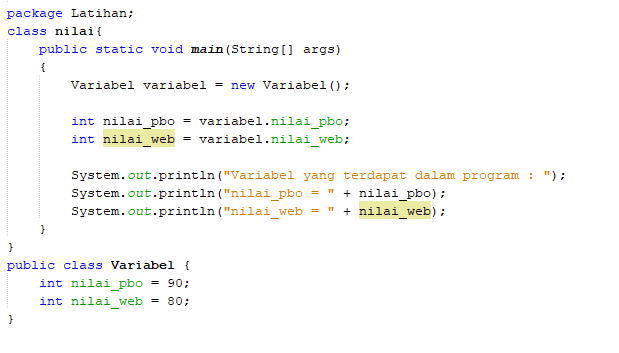 package Latihan;
class nilai{
    public static void main(String[] args)
    {
        Variabel variabel = new Variabel();

        int nilai_pbo = variabel.nilai_pbo;
        int nilai_web = variabel.nilai_web;

        System.out.println("Variabel yang terdapat dalam program : ");
        System.out.println("nilai_pbo = " + nilai_pbo);
        System.out.println("nilai_web = " + nilai_web);
    }
}
public class Variabel {
    int nilai_pbo = 90;
    int nilai_web = 80;
}